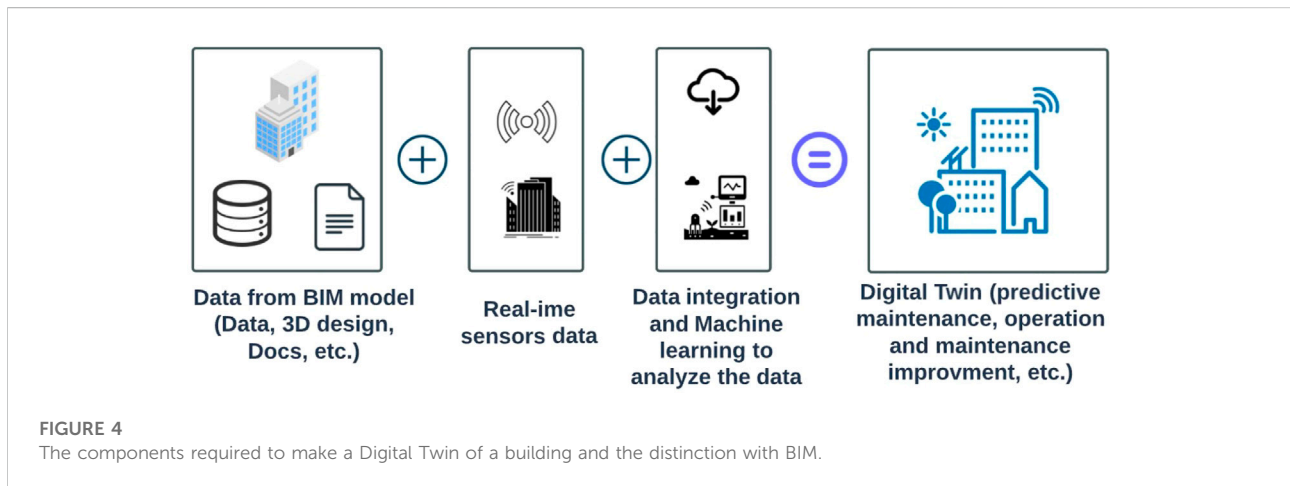 Data from BIM model
(Data, 3D design,
Docs, etc.)
Real-ime
sensors data
Data integration
and Machine
learning to
analyze the data
Digital Twin (predictive
maintenance, operation
and maintenance
improvment, etc.)
FIGURE 4
The components required to make a Digital Twin of a building and the distinction with BIM.